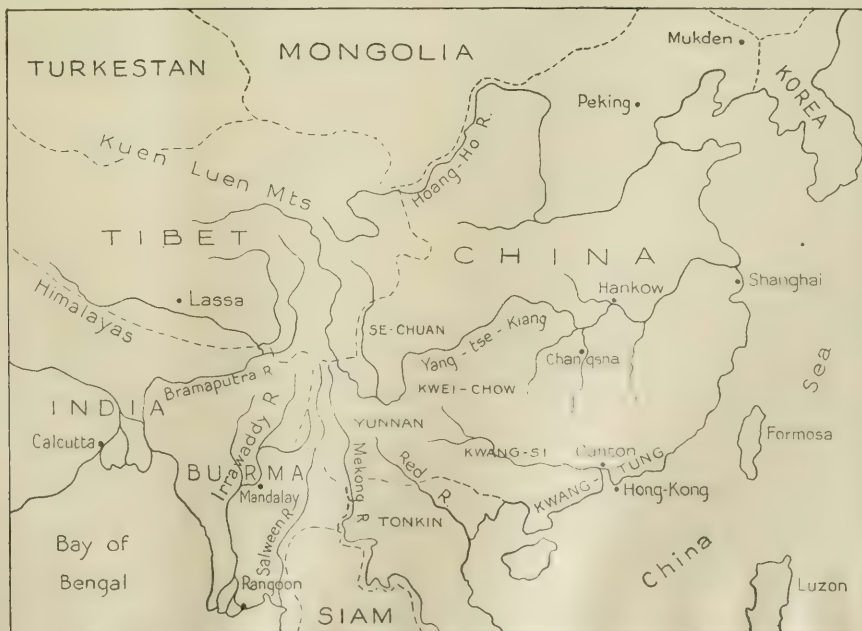 Mukden
MONGOLIA
TURKESTAN
KOREA
Peking
Hoang-Ho R.
Kuen Luen Mts
TIBET
CHINA
Shanghai
Hankow
Lassa
Himalayas
SE-CHUAN
Yang-tse-Kiang
Changsna
Sea
KWEI-CHOW
Bramaputra R
INDIA
YUNNAN
Formosa
Calcutta
Irrawaddy R
KWANG-SI
Canton
BURMA
Mekong R
Red R
KWANG-TUNG
Hong-Kong
Mandalay
Salween R.
TONKIN
Bay of
Bengal
China
Rangoon
Luzon
SIAM